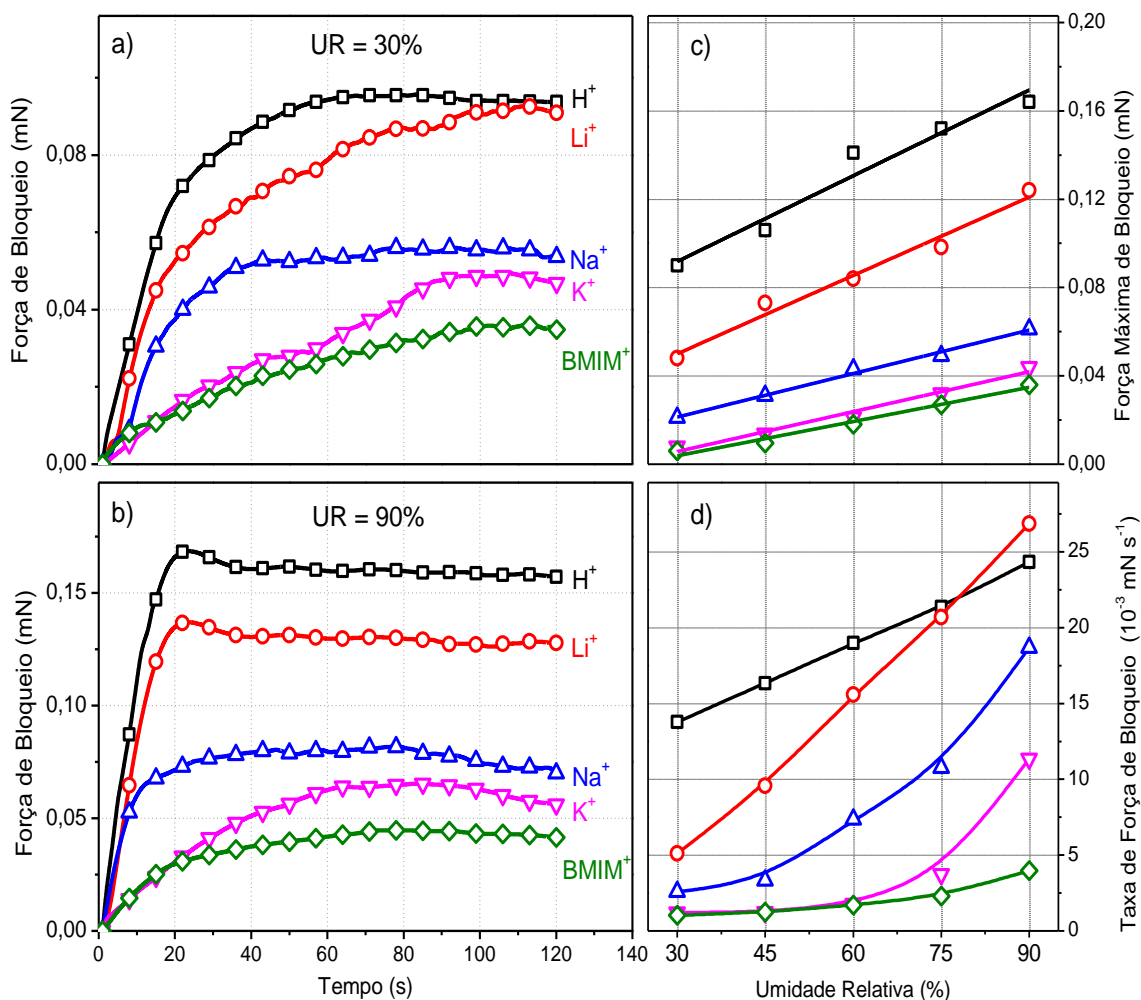 a)
UR = 30%
H+
Li+
Na+
K+
BMIM+
Força de Bloqueio (mN)
0,08
0,04
0,00
b)
UR = 90%
H+
Li+
Na+
K+
BMIM+
Força de Bloqueio (mN)
0,15
0,10
0,05
0,00
0 20 40 60 80 100 120 140
Tempo (s)
c)
0,20
0,16
0,12
0,08
0,04
0,00
Força Máxima de Bloqueio (mN)
d)
25
20
15
10
5
0
Taxa de Força de Bloqueio (10-3 mN s-1)
30 45 60 75 90
Umidade Relativa (%)